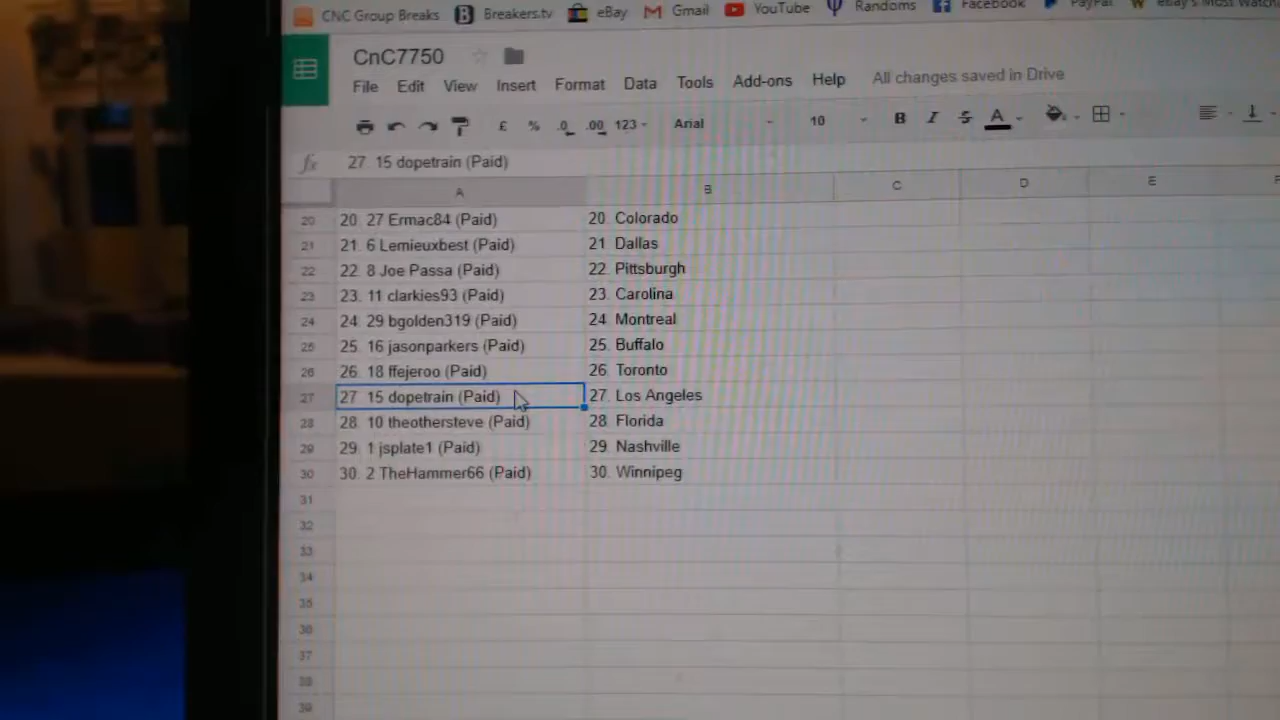 CNC Group Breaks Breakers.tv eBay Gmail YouTube Randoms Facebook PayPal eBay's Most Watch
CnC7750
File Edit View Insert Format Data Tools Add-ons Help All changes saved in Drive
£ % .0 .00 123 Arial 10 B I S A
fx 27. 15 dopetrain (Paid)
A B C D E F
20 20. 27 Ermac84 (Paid) 20. Colorado
21 21. 6 Lemieuxbest (Paid) 21. Dallas
22 22. 8 Joe Passa (Paid) 22. Pittsburgh
23 23. 11 clarkies93 (Paid) 23. Carolina
24 24. 29 bgolden319 (Paid) 24. Montreal
25 25. 16 jasonparkers (Paid) 25. Buffalo
26 26. 18 ffejeroo (Paid) 26. Toronto
27 27. 15 dopetrain (Paid) 27. Los Angeles
28 28. 10 theothersteve (Paid) 28. Florida
29 29. 1 jsplate1 (Paid) 29. Nashville
30 30. 2 TheHammer66 (Paid) 30. Winnipeg
31
32
33
34
35
36
37
38
39